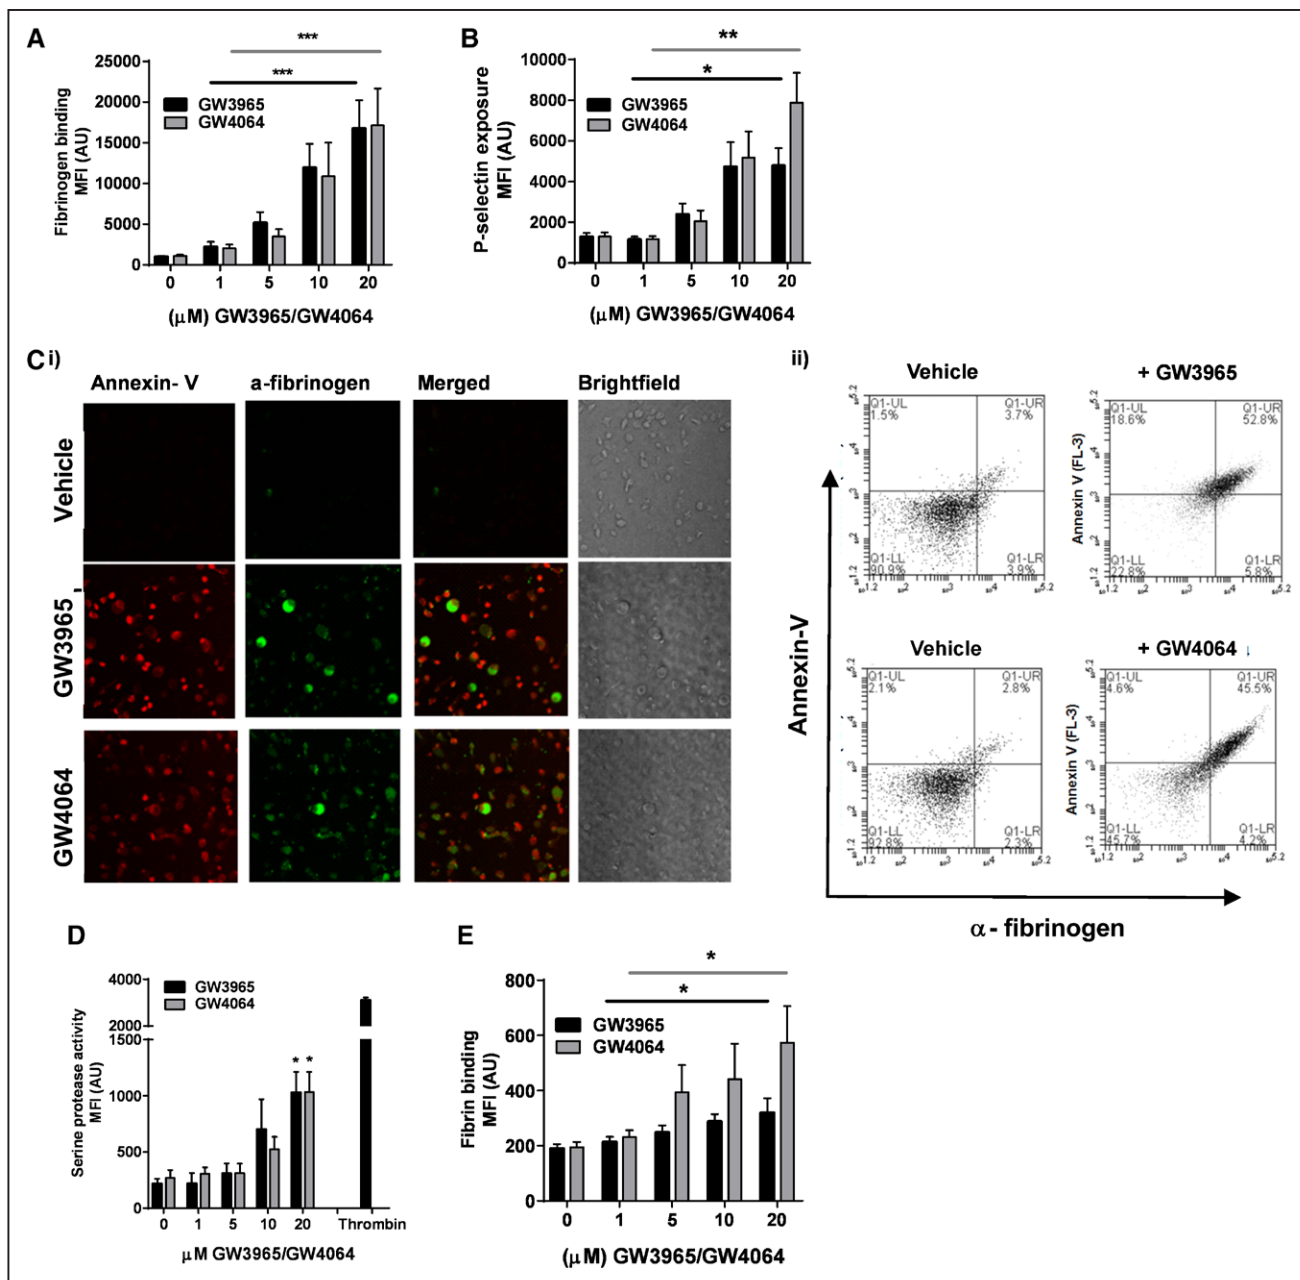 A
***
***
25000
20000
15000
10000
5000
0
Fibrinogen binding
MFI (AU)
GW3965
GW4064
0 1 5 10 20
(μM) GW3965/GW4064
B
**
*
10000
8000
6000
4000
2000
0
P-selectin exposure
MFI (AU)
GW3965
GW4064
0 1 5 10 20
(μM) GW3965/GW4064
C i)
Annexin- V a-fibrinogen Merged Brightfield
Vehicle
GW3965
GW4064
ii)
Vehicle
Q1-UL Q1-UR
1.5% 3.7%
Q1-LL Q1-LR
90.9% 3.9%
+ GW3965
Q1-UL Q1-UR
18.6% 52.8%
Q1-LL Q1-LR
22.8% 5.8%
Annexin V (FL-3)
Vehicle
Q1-UL Q1-UR
2.1% 2.8%
Q1-LL Q1-LR
92.8% 2.3%
+ GW4064 ↓
Q1-UL Q1-UR
4.6% 45.5%
Q1-LL Q1-LR
45.7% 4.2%
Annexin V (FL-3)
Annexin-V
α - fibrinogen
D
4000
2000
1500
1000
500
0
Serine protease activity
MFI (AU)
GW3965
GW4064
* *
0 1 5 10 20 Thrombin
μM GW3965/GW4064
E
*
*
800
600
400
200
0
Fibrin binding
MFI (AU)
GW3965
GW4064
0 1 5 10 20
(μM) GW3965/GW4064